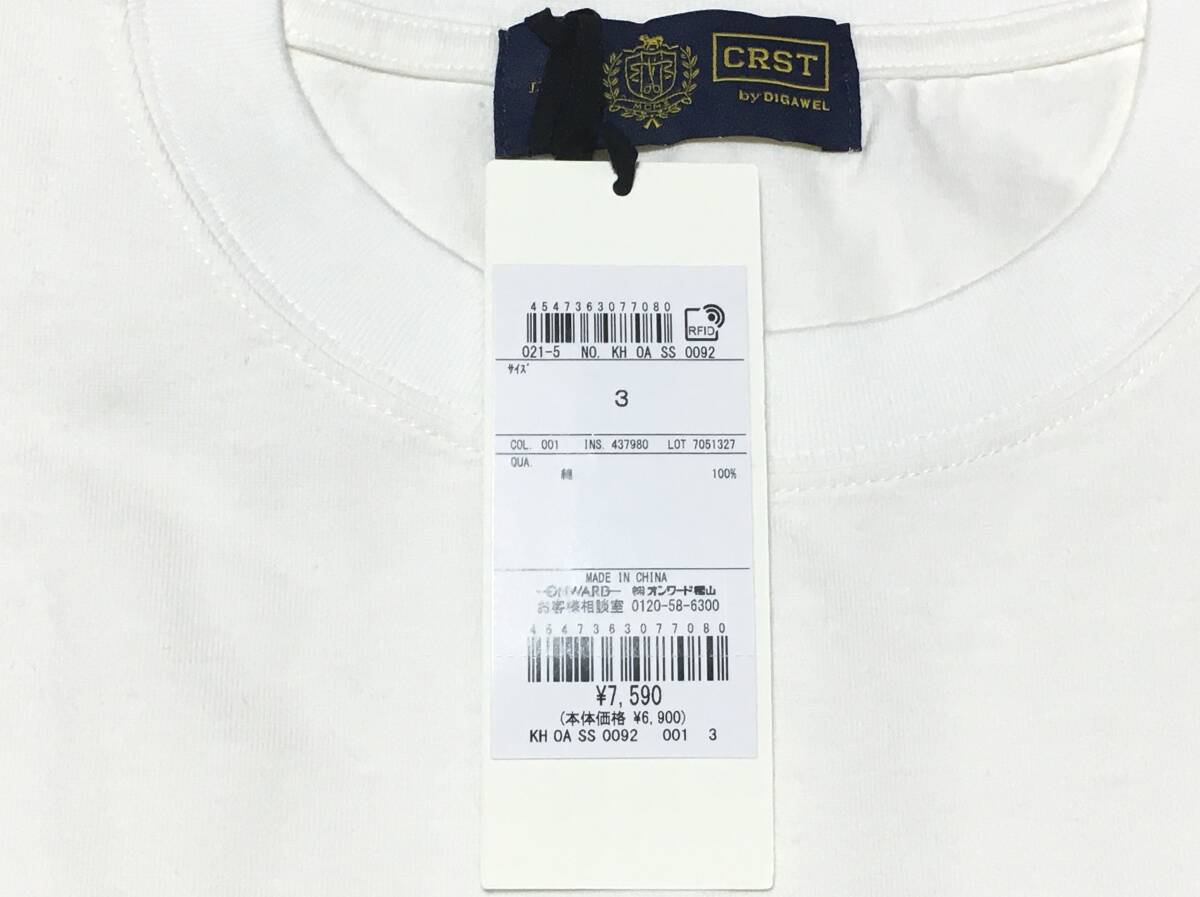 MCMS
CRST
by DIGAWEL
4547363077080
RFID
021-5 NO. KH OA SS 0092
サイズ
3
COL. 001 INS. 437980 LOT 7051327
QUA.
綿 100%
MADE IN CHINA
ONWARD ㈱オンワード樫山
お客様相談室 0120-58-6300
4547363077080
¥7,590
(本体価格 ¥6,900)
KH OA SS 0092 001 3